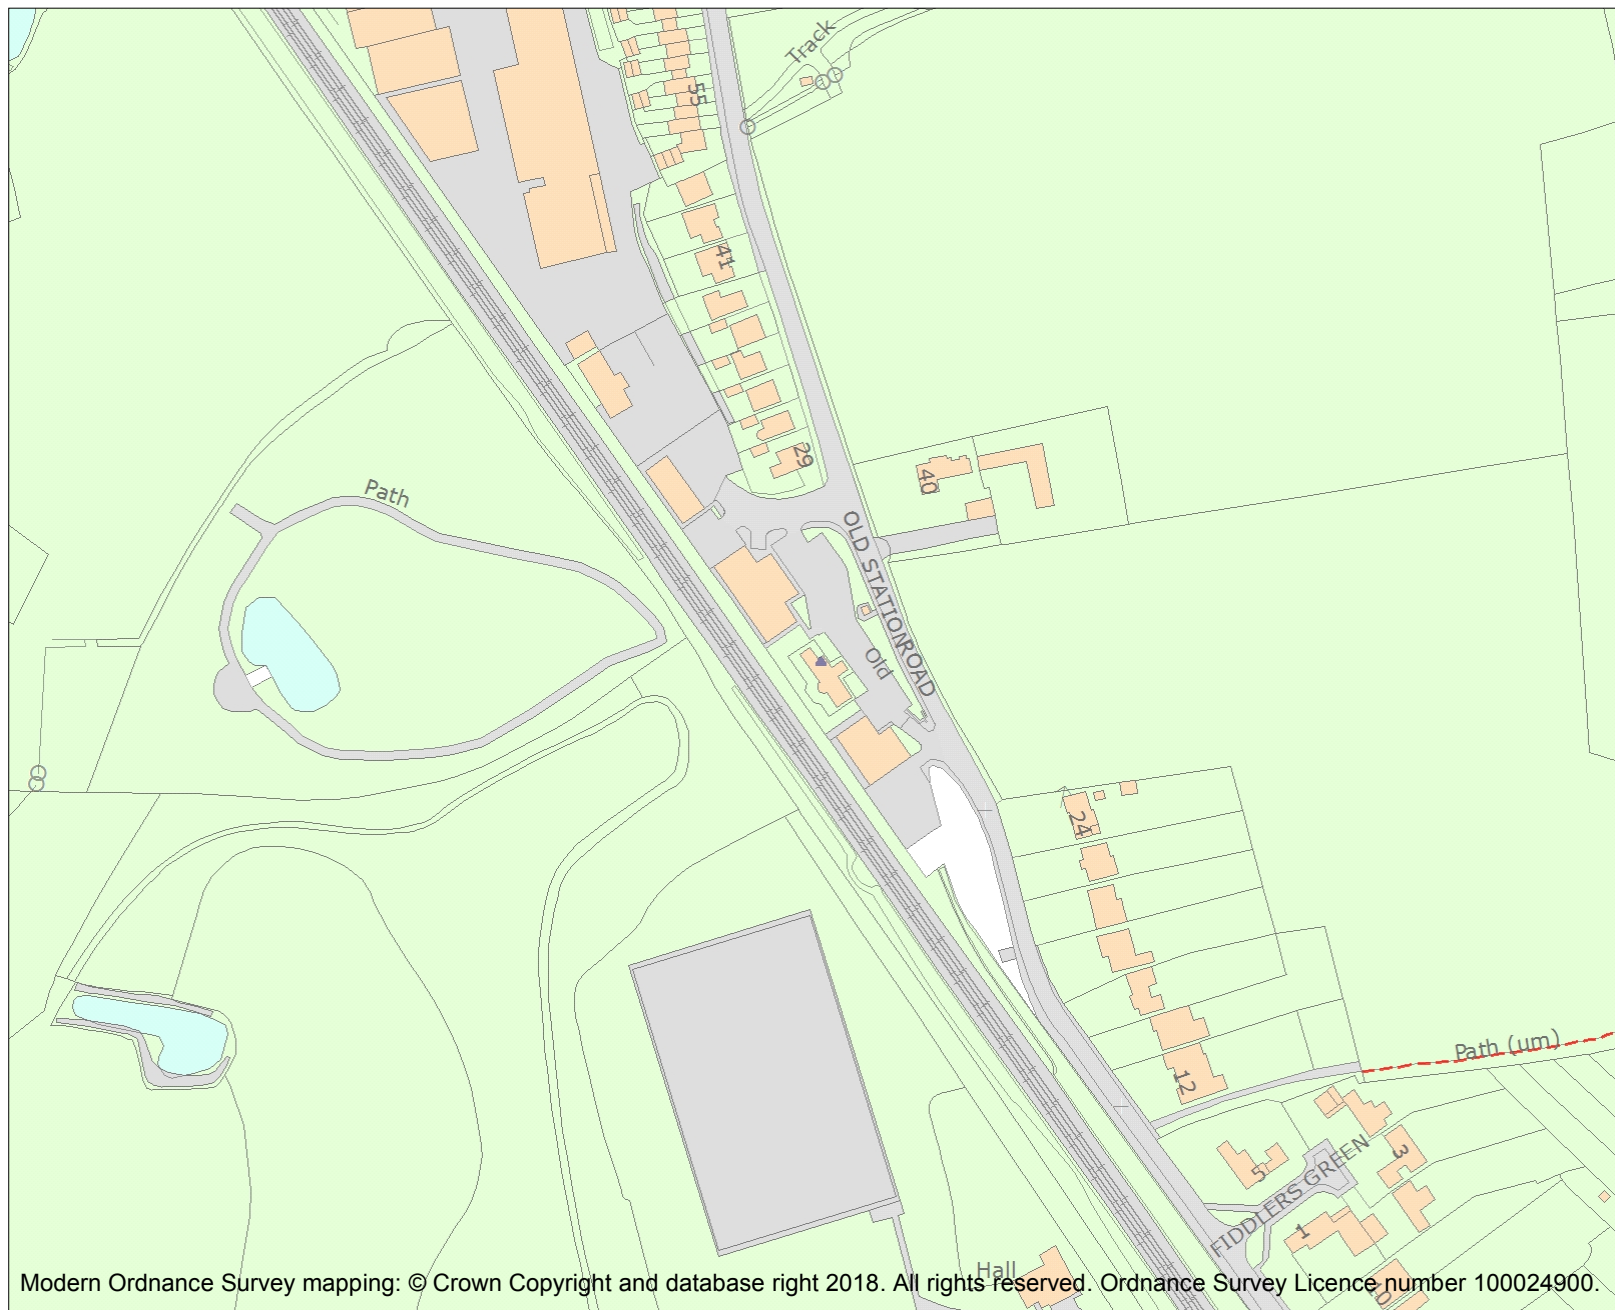 Track
55
41
Path
29
40
OLD STATION ROAD
Old
24
Path (um)
12
3
5
FIDDLERS GREEN
1
Hall
10
Modern Ordnance Survey mapping: © Crown Copyright and database right 2018. All rights reserved. Ordnance Survey Licence number 100024900.